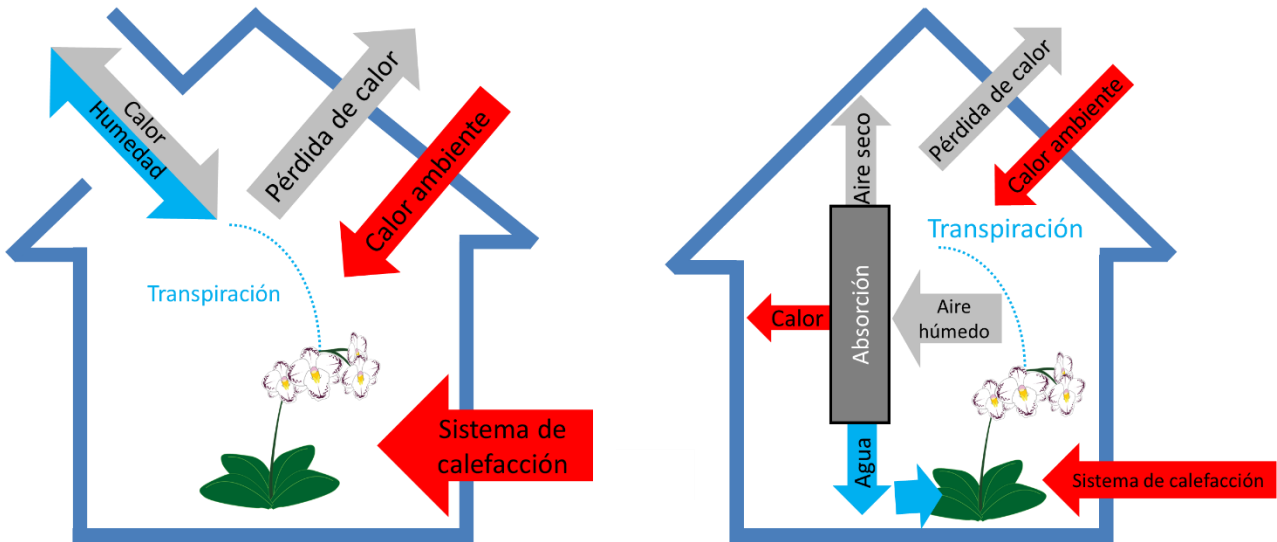 Calor
Humedad
Pérdida de calor
Calor ambiente
Transpiración
Sistema de
calefacción
Pérdida de calor
Calor ambiente
Aire seco
Transpiración
Absorción
Calor
Aire
húmedo
Agua
Sistema de calefacción